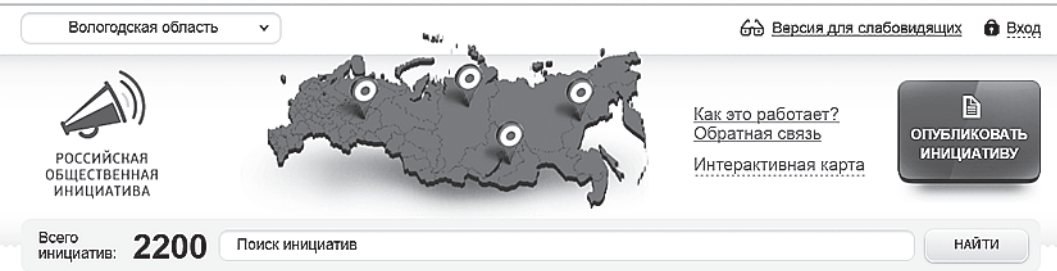 Вологодская область
Версия для слабовидящих
Вход
РОССИЙСКАЯ
ОБЩЕСТВЕННАЯ
ИНИЦИАТИВА
Как это работает?
Обратная связь
Интерактивная карта
ОПУБЛИКОВАТЬ
ИНИЦИАТИВУ
Всего
инициатив:
2200
Поиск инициатив
НАЙТИ